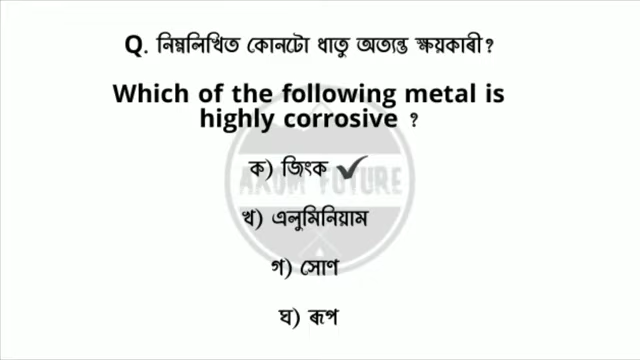 Q. নিম্নলিখিত কোনটো ধাতু অত্যন্ত ক্ষয়কাৰী?
Which of the following metal is
highly corrosive ?
ক) জিংক ✔
AXOM FUTURE
খ) এলুমিনিয়াম
গ) সোণ
ঘ) ৰূপ